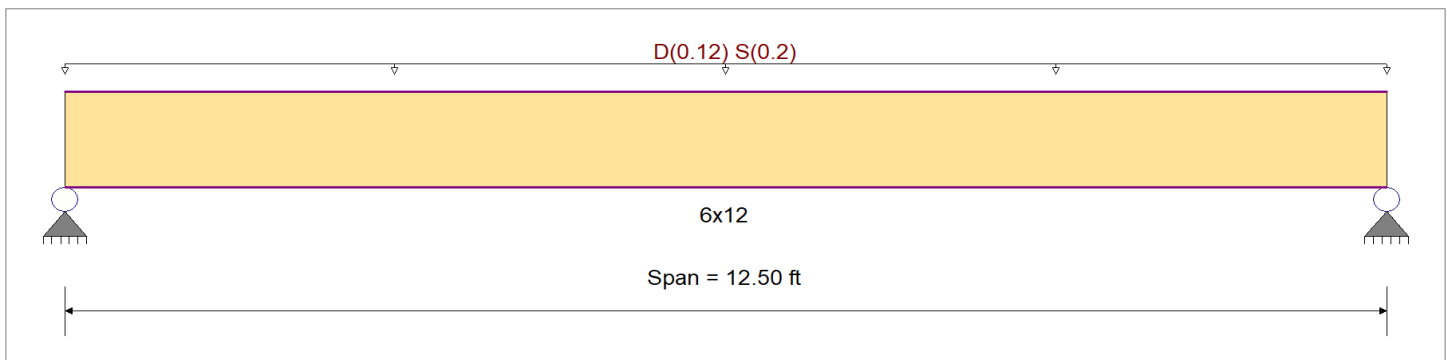 D(0.12) S(0.2)
6x12
Span = 12.50 ft